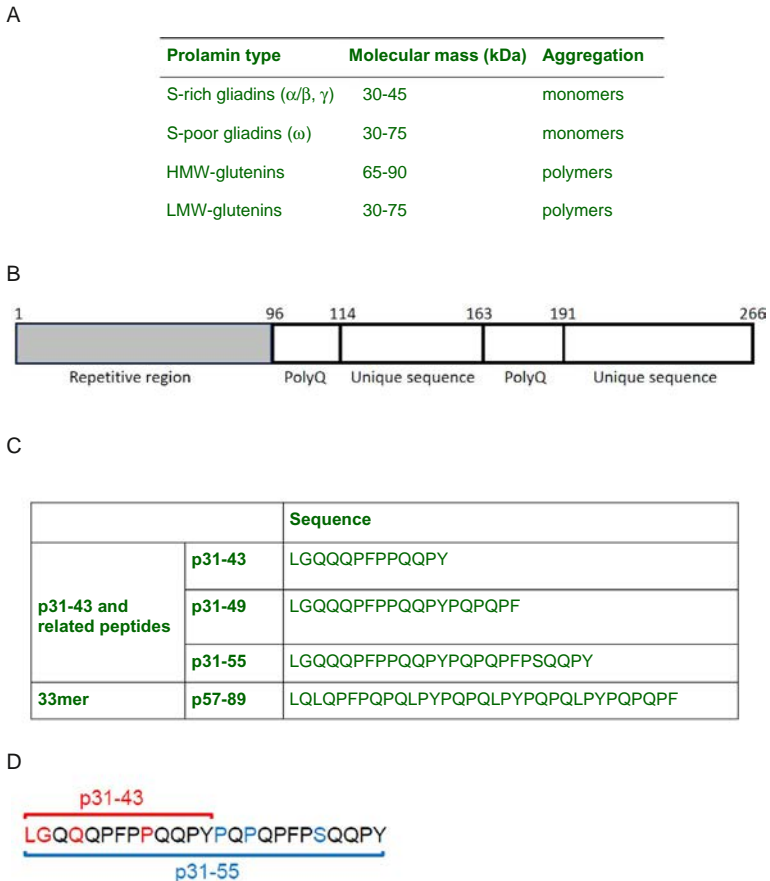 A
Prolamin type Molecular mass (kDa) Aggregation
S-rich gliadins (α/β, γ) 30-45 monomers
S-poor gliadins (ω) 30-75 monomers
HMW-glutenins 65-90 polymers
LMW-glutenins 30-75 polymers
B
1 96 114 163 191 266
Repetitive region PolyQ Unique sequence PolyQ Unique sequence
C
Sequence
p31-43 and related peptides
p31-43 LGQQQPFPPQQPY
p31-49 LGQQQPFPPQQPYPQPQPF
p31-55 LGQQQPFPPQQPYPQPQPFPSQQPY
33mer p57-89 LQLQPFPQPQLPYPQPQLPYPQPQLPYPQPQPF
D
p31-43
LGQQQPFPPQQPYPQPQPFPSQQPY
p31-55